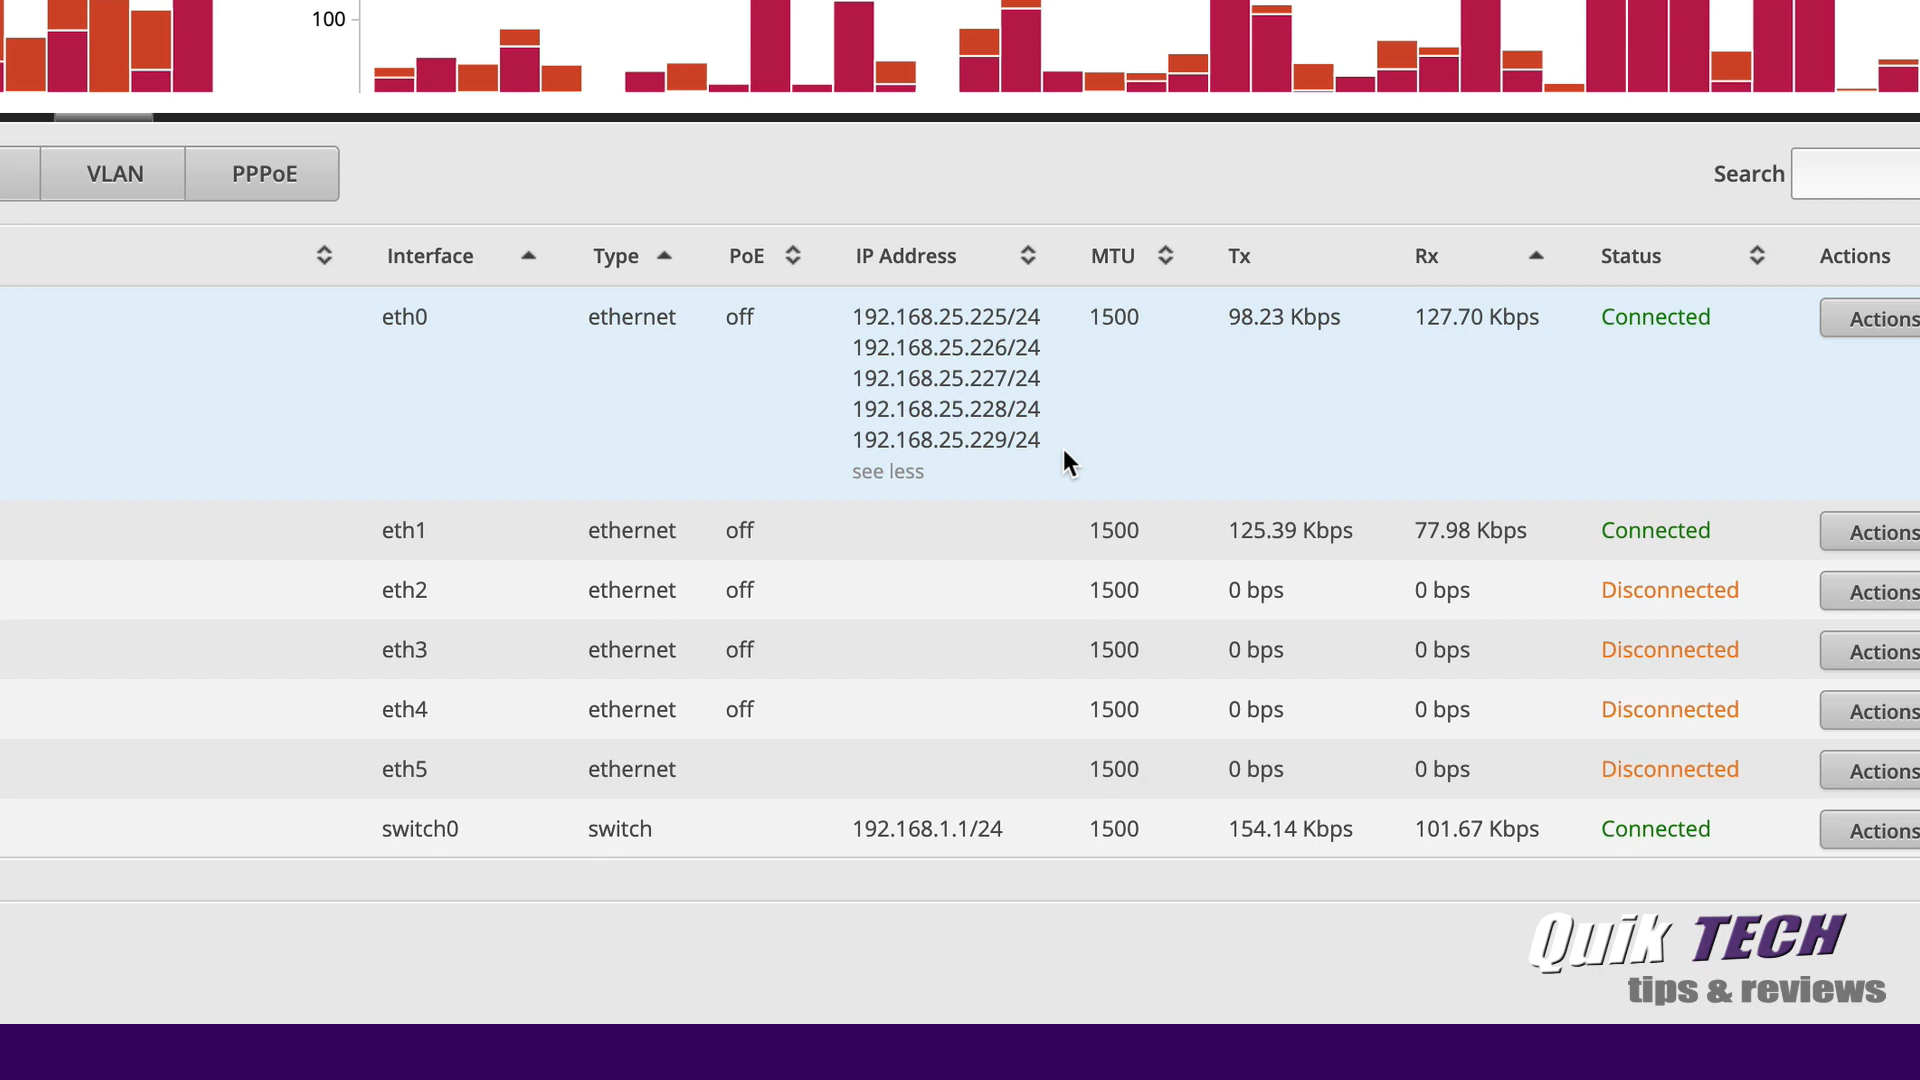 100
VLAN PPPoE Search
Interface Type PoE IP Address MTU Tx Rx Status Actions
eth0 ethernet off 192.168.25.225/24 1500 98.23 Kbps 127.70 Kbps Connected Actions
192.168.25.226/24
192.168.25.227/24
192.168.25.228/24
192.168.25.229/24
see less
eth1 ethernet off 1500 125.39 Kbps 77.98 Kbps Connected Actions
eth2 ethernet off 1500 0 bps 0 bps Disconnected Actions
eth3 ethernet off 1500 0 bps 0 bps Disconnected Actions
eth4 ethernet off 1500 0 bps 0 bps Disconnected Actions
eth5 ethernet 1500 0 bps 0 bps Disconnected Actions
switch0 switch 192.168.1.1/24 1500 154.14 Kbps 101.67 Kbps Connected Actions
Quik TECH
tips & reviews